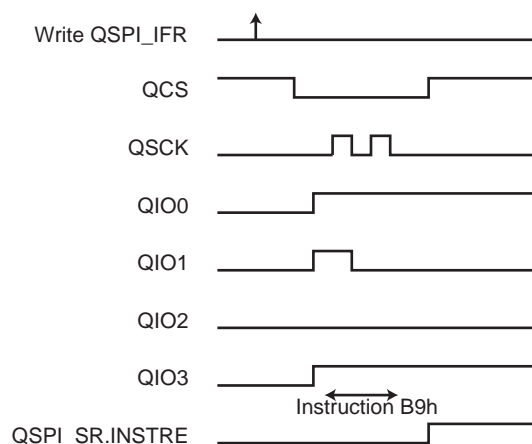 Write QSPI_IFR
QCS
QSCK
QIO0
QIO1
QIO2
QIO3
Instruction B9h
QSPI_SR.INSTRE